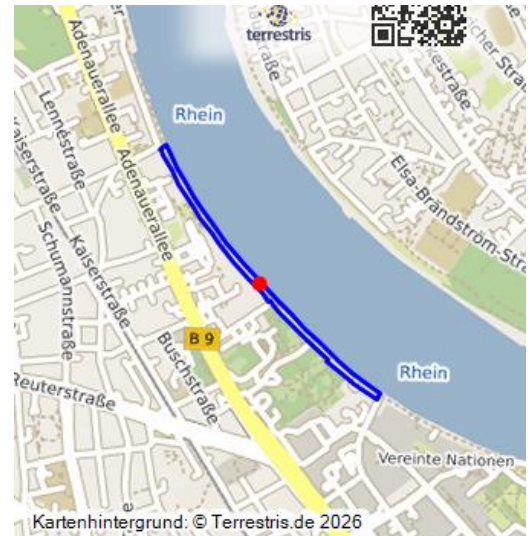 terrestris
Adenauerallee
Rhein
Lennéstraße
Kaiserstraße
Adenauerallee
Elsa-Brändström-Str
Kaiserstraße
Schumannstraße
B 9
Buschstraße
Rhein
Reuterstraße
Vereinte Nationen
Kartenhintergrund: © Terrestris.de 2026